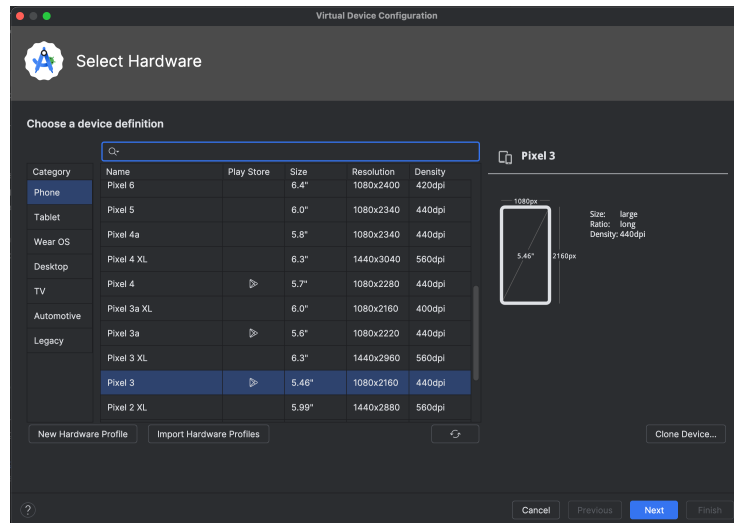 Virtual Device Configuration
Select Hardware
Choose a device definition
Category
Phone
Tablet
Wear OS
Desktop
TV
Automotive
Legacy
Name Play Store Size Resolution Density
Pixel 6 6.4" 1080x2400 420dpi
Pixel 5 6.0" 1080x2340 440dpi
Pixel 4a 5.8" 1080x2340 440dpi
Pixel 4 XL 6.3" 1440x3040 560dpi
Pixel 4 5.7" 1080x2280 440dpi
Pixel 3a XL 6.0" 1080x2160 400dpi
Pixel 3a 5.6" 1080x2220 440dpi
Pixel 3 XL 6.3" 1440x2960 560dpi
Pixel 3 5.46" 1080x2160 440dpi
Pixel 2 XL 5.99" 1440x2880 560dpi
New Hardware Profile Import Hardware Profiles
Pixel 3
1080px
5.46" 2160px
Size: large
Ratio: long
Density: 440dpi
Clone Device...
? Cancel Previous Next Finish